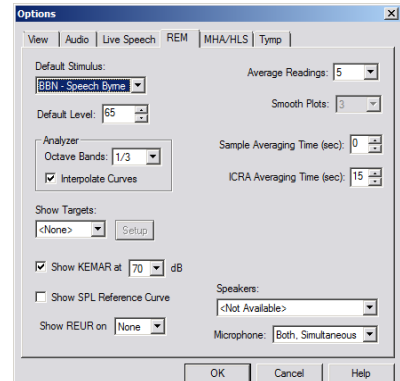 Options
View Audio Live Speech REM MHA/HLS Tymp
Default Stimulus:
BBN - Speech Byrne
Default Level: 65
Analyzer
Octave Bands: 1/3
Interpolate Curves
Show Targets:
<None> Setup
Show KEMAR at 70 dB
Show SPL Reference Curve
Show REUR on None
Average Readings: 5
Smooth Plots: 3
Sample Averaging Time (sec): 0
ICRA Averaging Time (sec): 15
Speakers:
<Not Available>
Microphone: Both, Simultaneous
OK Cancel Help